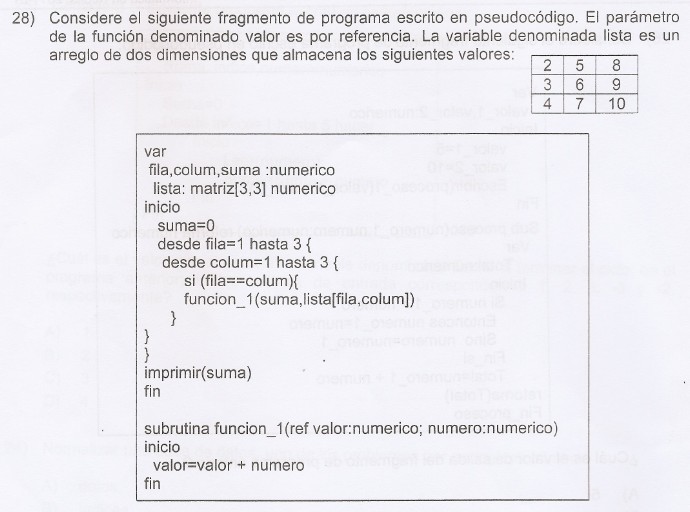 28) Considere el siguiente fragmento de programa escrito en pseudocódigo. El parámetro
de la función denominado valor es por referencia. La variable denominada lista es un
arreglo de dos dimensiones que almacena los siguientes valores:
2 5 8
3 6 9
4 7 10
var
fila,colum,suma :numerico
lista: matriz[3,3] numerico
inicio
suma=0
desde fila=1 hasta 3 {
desde colum=1 hasta 3 {
si (fila==colum){
funcion_1(suma,lista[fila,colum])
}
}
}
imprimir(suma)
fin
subrutina funcion_1(ref valor:numerico; numero:numerico)
inicio
valor=valor + numero
fin